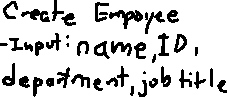 Create Empoyee
-Input: name, ID,
department, job title